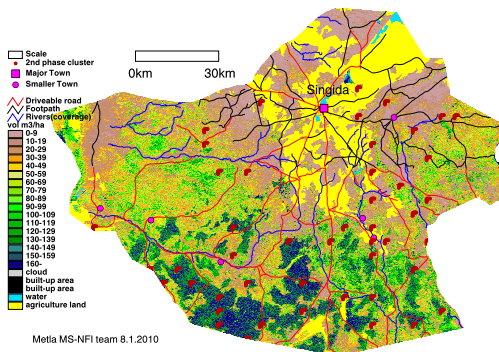 Scale
2nd phase cluster
Major Town
Smaller Town
Driveable road
Footpath
Rivers(coverage)
vol m3/ha
0-9
10-19
20-29
30-39
40-49
50-59
60-69
70-79
80-89
90-99
100-109
110-119
120-129
130-139
140-149
150-159
160-
cloud
built-up area
built-up area
water
agriculture land
0km 30km
Singida
Metla MS-NFI team 8.1.2010